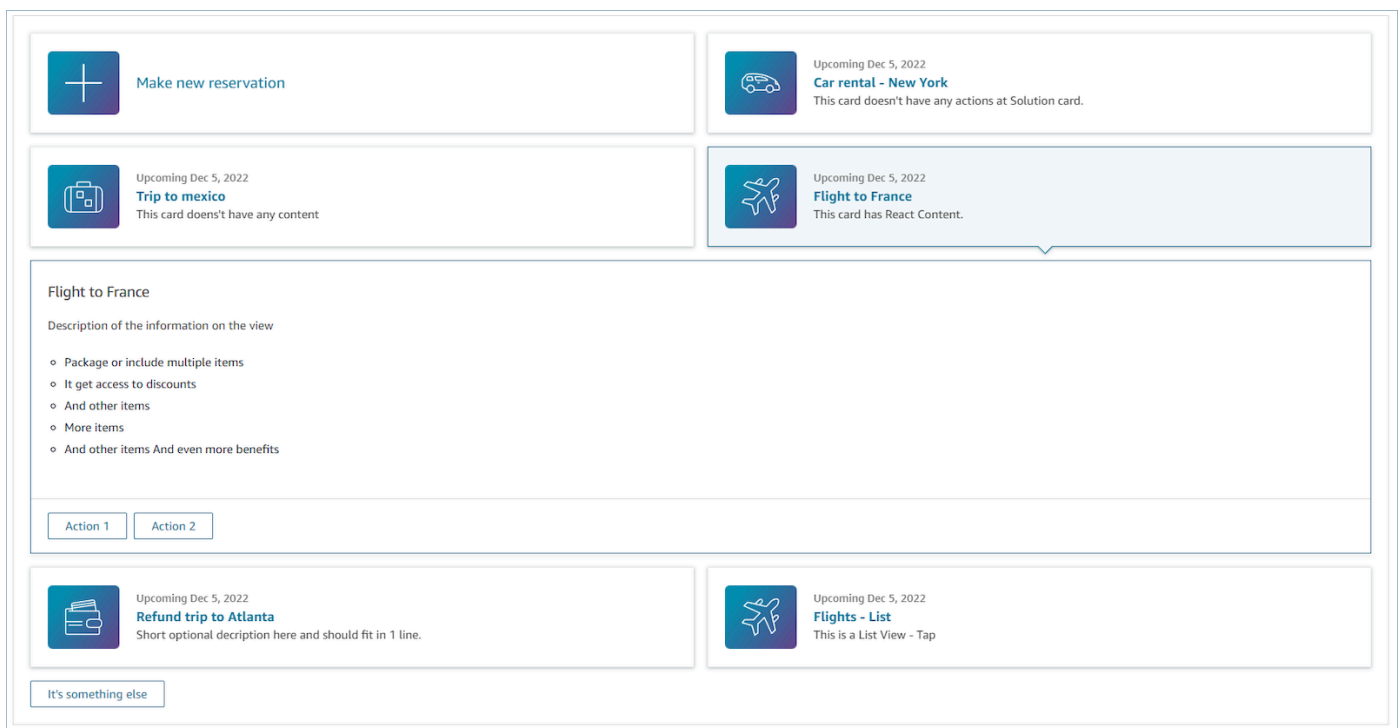 Make new reservation
Upcoming Dec 5, 2022
Car rental - New York
This card doesn't have any actions at Solution card.
Upcoming Dec 5, 2022
Trip to mexico
This card doens't have any content
Upcoming Dec 5, 2022
Flight to France
This card has React Content.
Flight to France
Description of the information on the view
Package or include multiple items
It get access to discounts
And other items
More items
And other items And even more benefits
Action 1
Action 2
Upcoming Dec 5, 2022
Refund trip to Atlanta
Short optional decription here and should fit in 1 line.
Upcoming Dec 5, 2022
Flights - List
This is a List View - Tap
It's something else